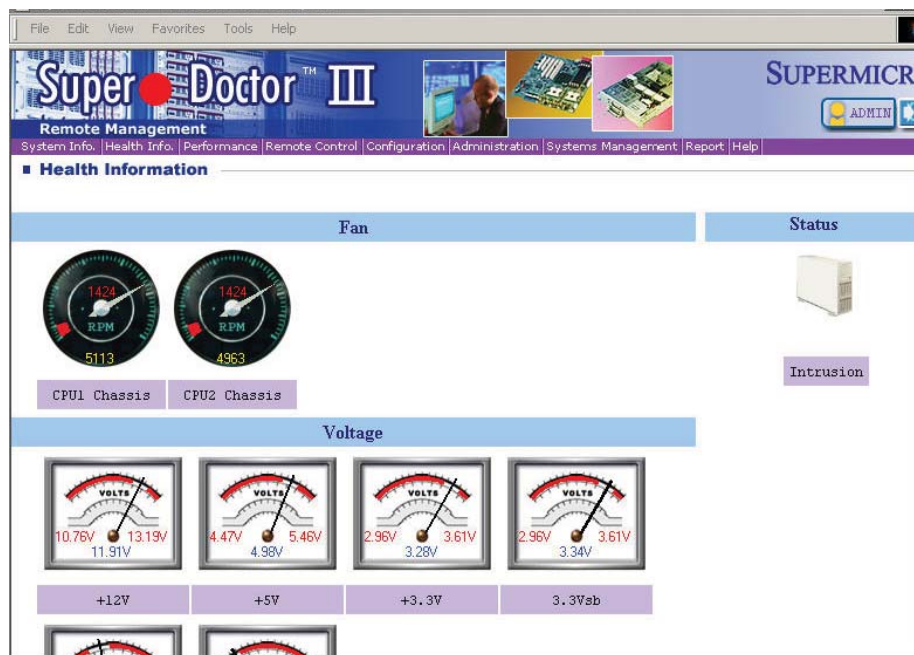 File Edit View Favorites Tools Help
Super Doctor™ III
SUPERMICR
ADMIN
Remote Management
System Info. Health Info. Performance Remote Control Configuration Administration Systems Management Report Help
Health Information
Fan
Status
1424
RPM
5113
1424
RPM
4963
CPU1 Chassis
CPU2 Chassis
Intrusion
Voltage
VOLTS
10.76V 13.19V
11.91V
VOLTS
4.47V 5.46V
4.98V
VOLTS
2.96V 3.61V
3.28V
VOLTS
2.96V 3.61V
3.34V
+12V
+5V
+3.3V
3.3Vsb